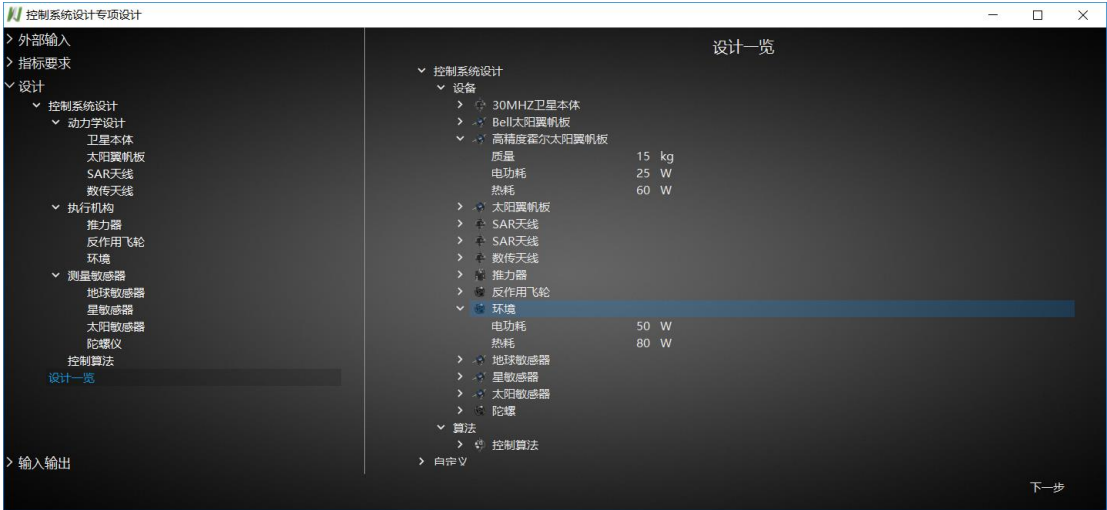 控制系统设计专项设计
外部输入
指标要求
设计
控制系统设计
动力学设计
卫星本体
太阳翼帆板
SAR天线
数传天线
执行机构
推力器
反作用飞轮
环境
测量敏感器
地球敏感器
星敏感器
太阳敏感器
陀螺仪
控制算法
设计一览
输入输出
设计一览
控制系统设计
设备
30MHZ卫星本体
Bell太阳翼帆板
高精度霍尔太阳翼帆板
质量 15 kg
电功耗 25 W
热耗 60 W
太阳翼帆板
SAR天线
SAR天线
数传天线
推力器
反作用飞轮
环境
电功耗 50 W
热耗 80 W
地球敏感器
星敏感器
太阳敏感器
陀螺
算法
控制算法
自定义
下一步